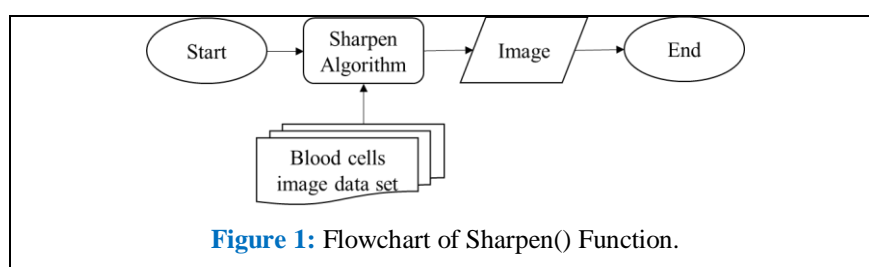 Start
Sharpen
Algorithm
Image
End
Blood cells
image data set
Figure 1: Flowchart of Sharpen() Function.